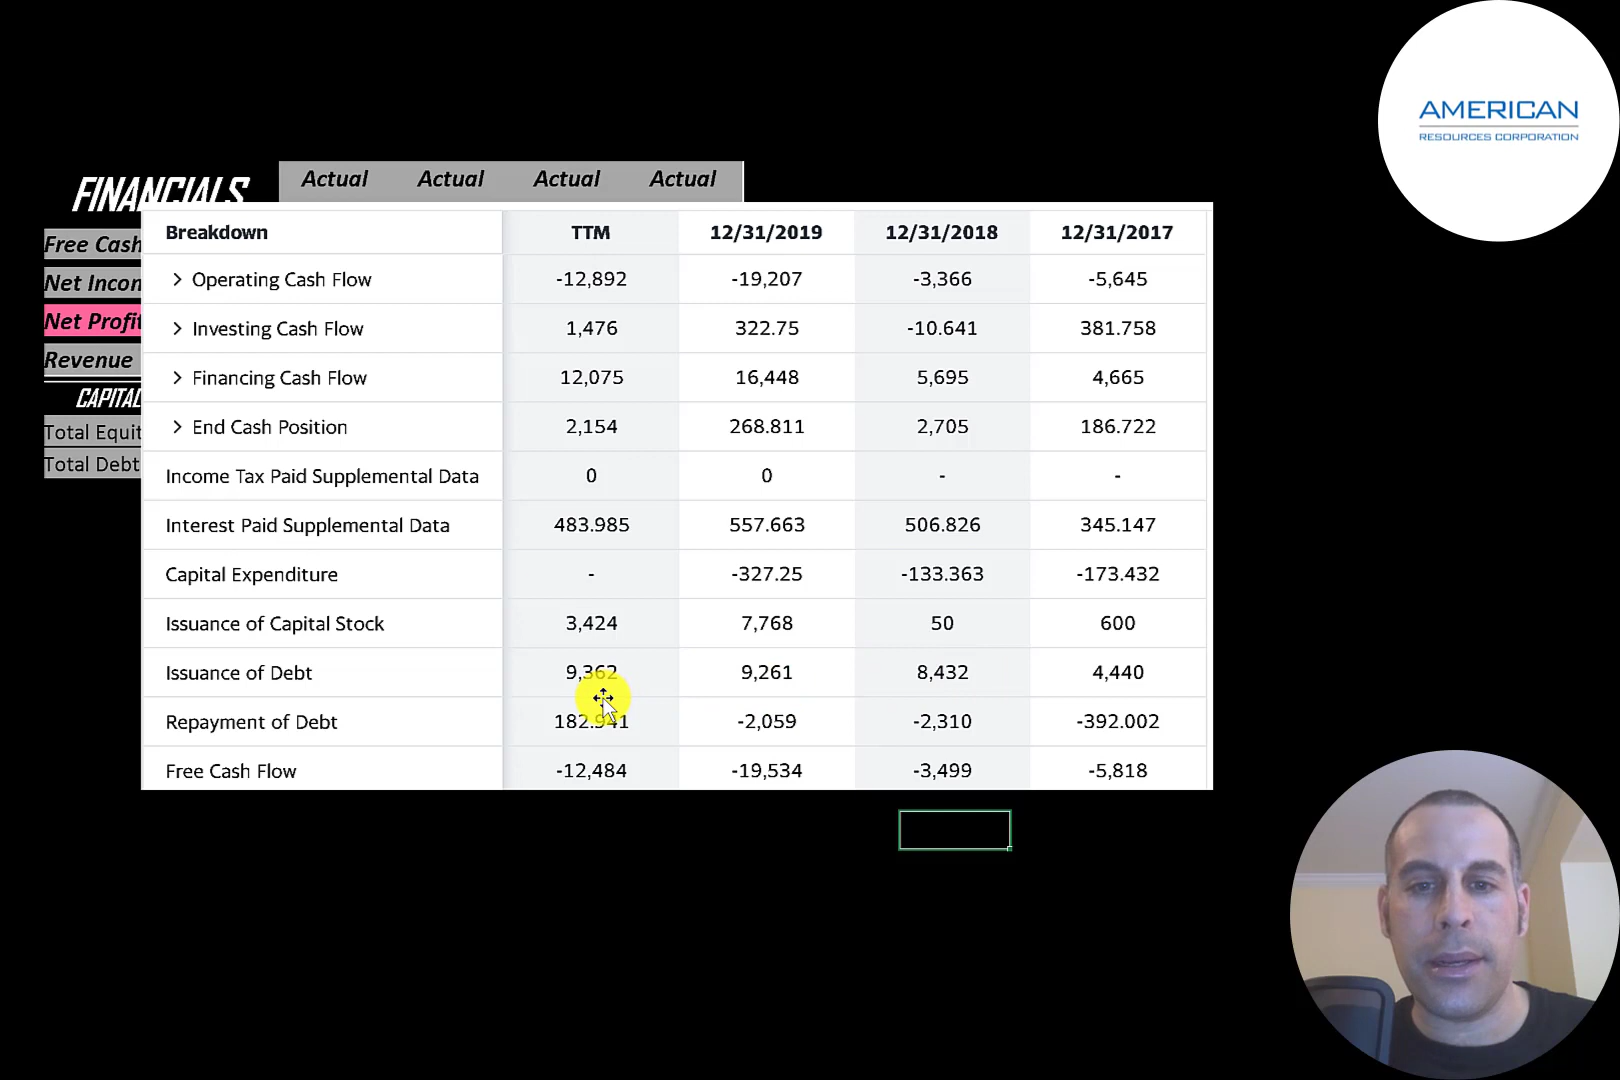 AMERICAN
RESOURCES CORPORATION
FINANCIALS Actual Actual Actual Actual
Breakdown TTM 12/31/2019 12/31/2018 12/31/2017
Free Cash
Operating Cash Flow -12,892 -19,207 -3,366 -5,645
Net Incon
Net Profit
Investing Cash Flow 1,476 322.75 -10.641 381.758
Revenue
Financing Cash Flow 12,075 16,448 5,695 4,665
CAPITAL
Total Equit
End Cash Position 2,154 268.811 2,705 186.722
Total Debt
Income Tax Paid Supplemental Data 0 0 - -
Interest Paid Supplemental Data 483.985 557.663 506.826 345.147
Capital Expenditure - -327.25 -133.363 -173.432
Issuance of Capital Stock 3,424 7,768 50 600
Issuance of Debt 9,362 9,261 8,432 4,440
Repayment of Debt 182.941 -2,059 -2,310 -392.002
Free Cash Flow -12,484 -19,534 -3,499 -5,818